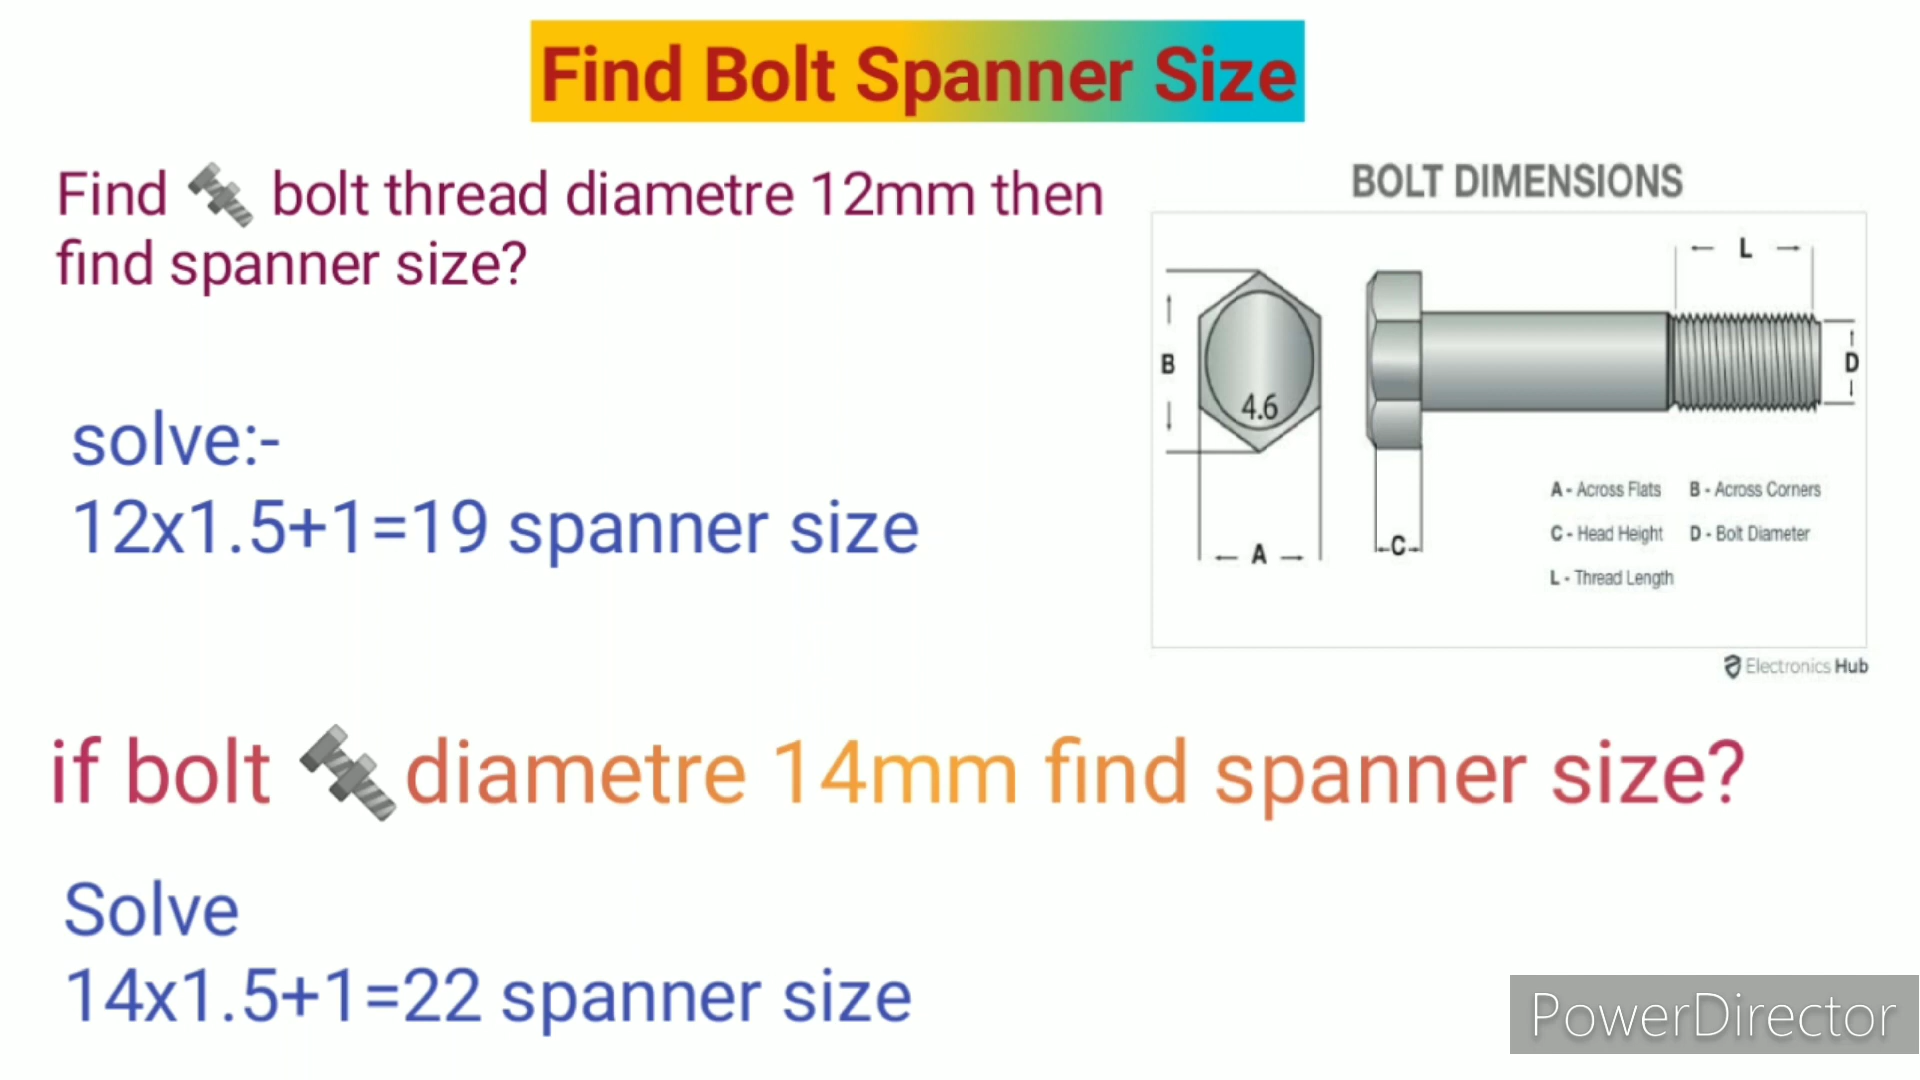 Find Bolt Spanner Size
Find 🔩 bolt thread diametre 12mm then
find spanner size?
solve:-
12x1.5+1=19 spanner size
BOLT DIMENSIONS
L
B
4.6
D
A
C
A - Across Flats B - Across Corners
C - Head Height D - Bolt Diameter
L - Thread Length
Electronics Hub
if bolt 🔩 diametre 14mm find spanner size?
Solve
14x1.5+1=22 spanner size
PowerDirector